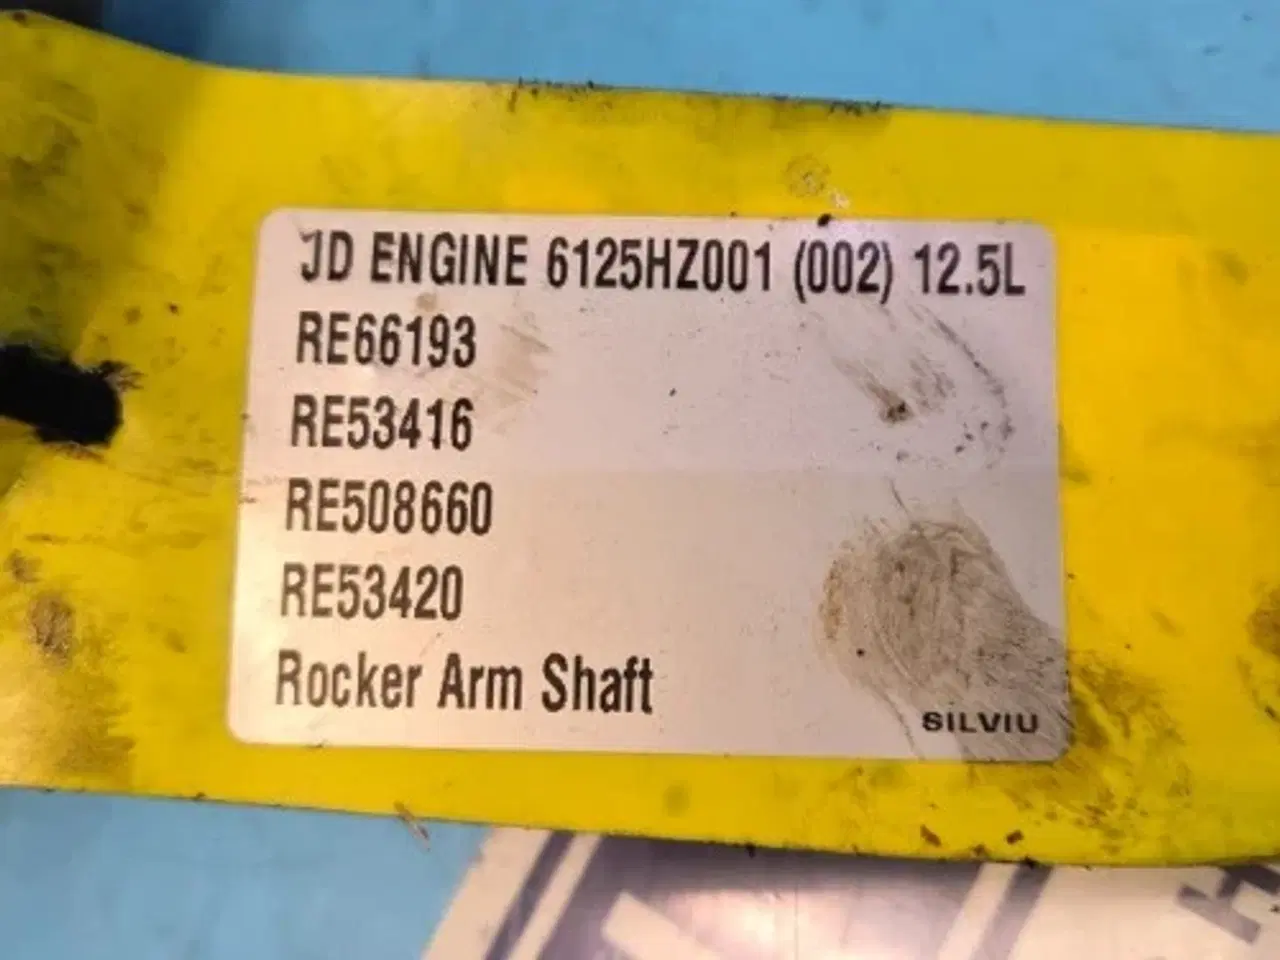 JD ENGINE 6125HZ001 (002) 12.5L
RE66193
RE53416
RE508660
RE53420
Rocker Arm Shaft
SILVIU